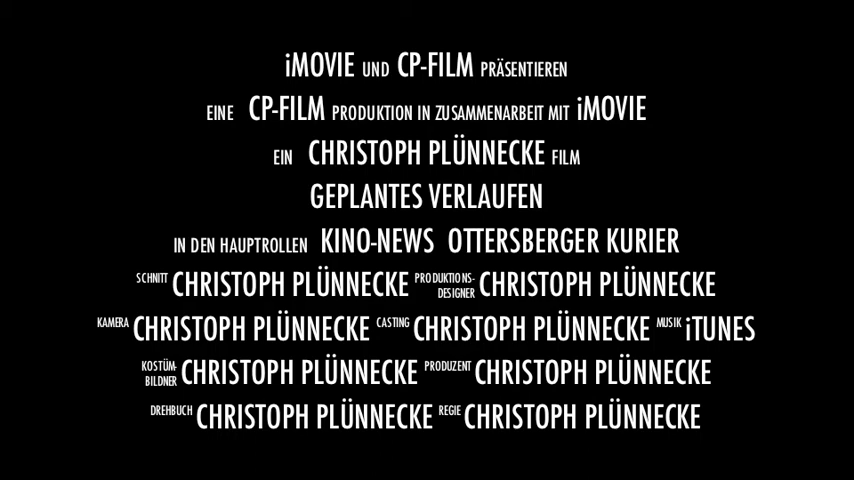 iMOVIE UND CP-FILM PRÄSENTIEREN
EINE CP-FILM PRODUKTION IN ZUSAMMENARBEIT MIT iMOVIE
EIN CHRISTOPH PLÜNNECKE FILM
GEPLANTES VERLAUFEN
IN DEN HAUPTROLLEN KINO-NEWS OTTERSBERGER KURIER
SCHNITT CHRISTOPH PLÜNNECKE PRODUKTIONS-DESIGNER CHRISTOPH PLÜNNECKE
KAMERA CHRISTOPH PLÜNNECKE CASTING CHRISTOPH PLÜNNECKE MUSIK iTUNES
KOSTÜM-BILDNER CHRISTOPH PLÜNNECKE PRODUZENT CHRISTOPH PLÜNNECKE
DREHBUCH CHRISTOPH PLÜNNECKE REGIE CHRISTOPH PLÜNNECKE